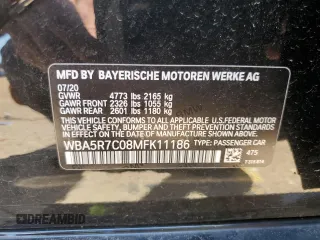 MFD BY BAYERISCHE MOTOREN WERKE AG
07/20
GVWR 4773 lbs 2165 kg
GAWR FRONT 2326 lbs 1055 kg
GAWR REAR 2601 lbs 1180 kg
THIS VEHICLE CONFORMS TO ALL APPLICABLE
U.S. FEDERAL MOTOR VEHICLE SAFETY, BUMPER,
AND THEFT PREVENTION STANDARDS IN EFFECT ON
THE DATE OF MANUFACTURE SHOWN ABOVE.
WBA5R7C08MFK11186 TYPE: PASSENGER CAR
475
DREAMBID